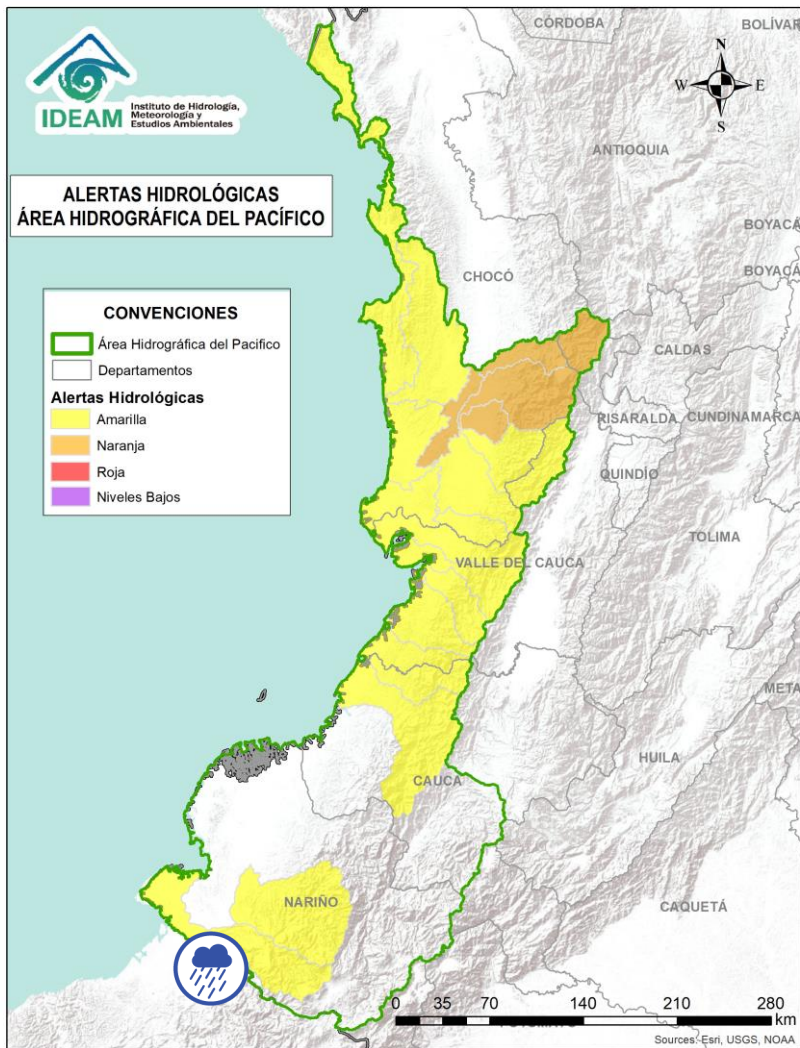 CÓRDOBA
BOLÍVAR
N
W
E
S
IDEAM
Instituto de Hidrología,
Meteorología y
Estudios Ambientales
ANTIOQUIA
ALERTAS HIDROLÓGICAS
ÁREA HIDROGRÁFICA DEL PACÍFICO
BOYACÁ
BOYACÁ
CHOCÓ
CONVENCIONES
Área Hidrográfica del Pacifico
Departamentos
Alertas Hidrológicas
Amarilla
Naranja
Roja
Niveles Bajos
CALDAS
RISARALDA
CUNDINAMARCA
QUINDÍO
TOLIMA
VALLE DEL CAUCA
META
HUILA
CAUCA
NARIÑO
CAQUETÁ
0 35 70 140 210 280
km
Sources: Esri, USGS, NOAA